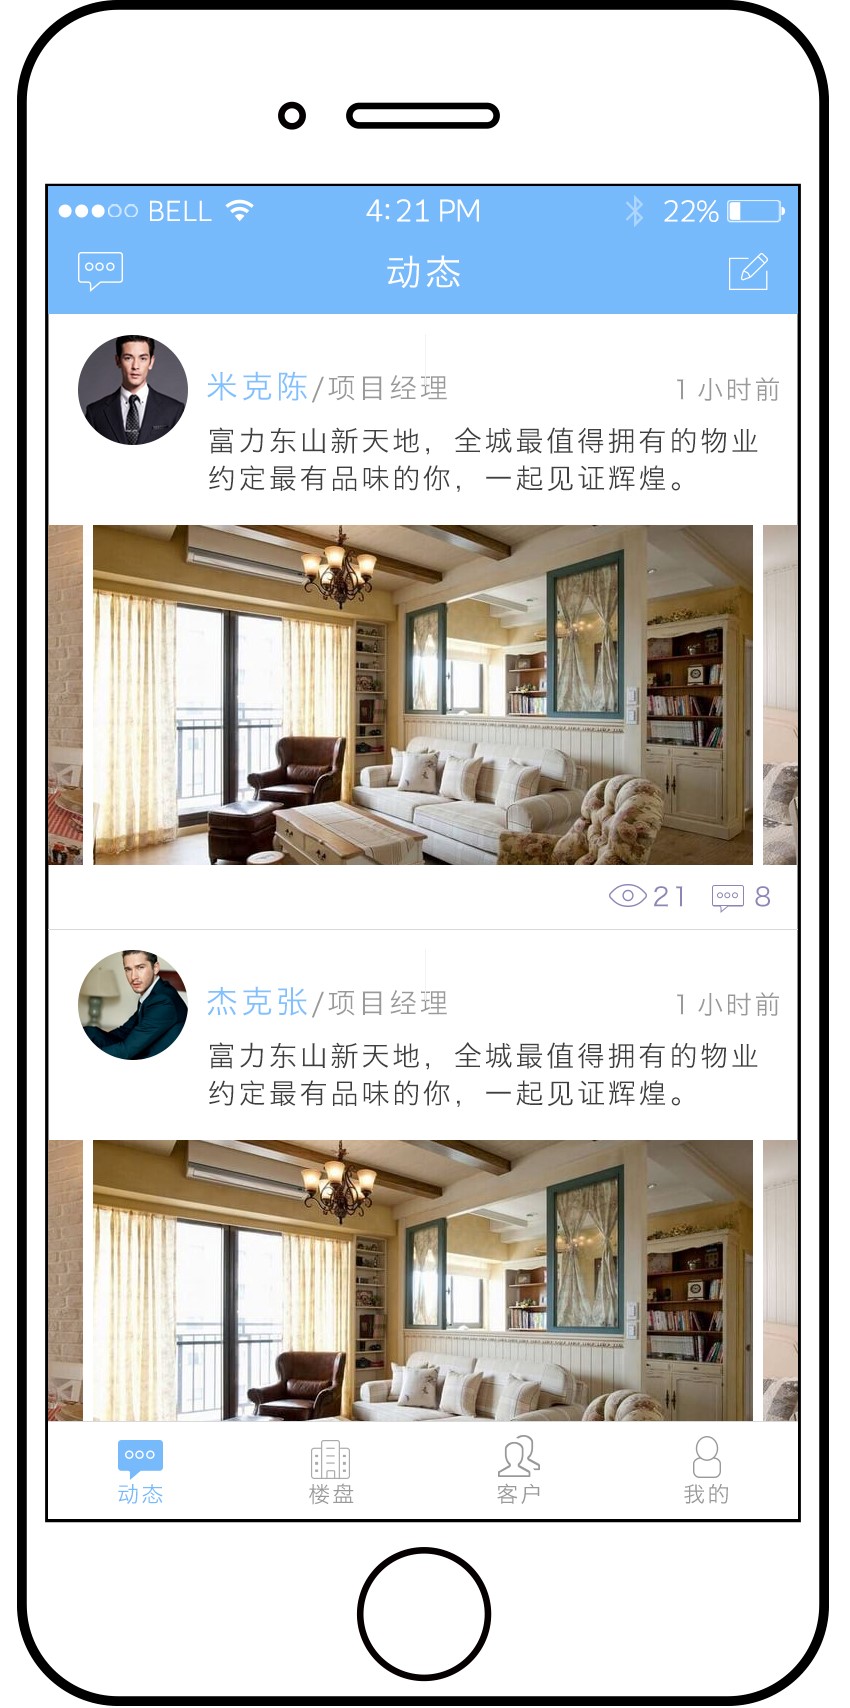 BELL 4:21 PM 22%
动态
米克陈/项目经理 1 小时前
富力东山新天地，全城最值得拥有的物业
约定最有品味的你，一起见证辉煌。
21 8
杰克张/项目经理 1 小时前
富力东山新天地，全城最值得拥有的物业
约定最有品味的你，一起见证辉煌。
动态 楼盘 客户 我的